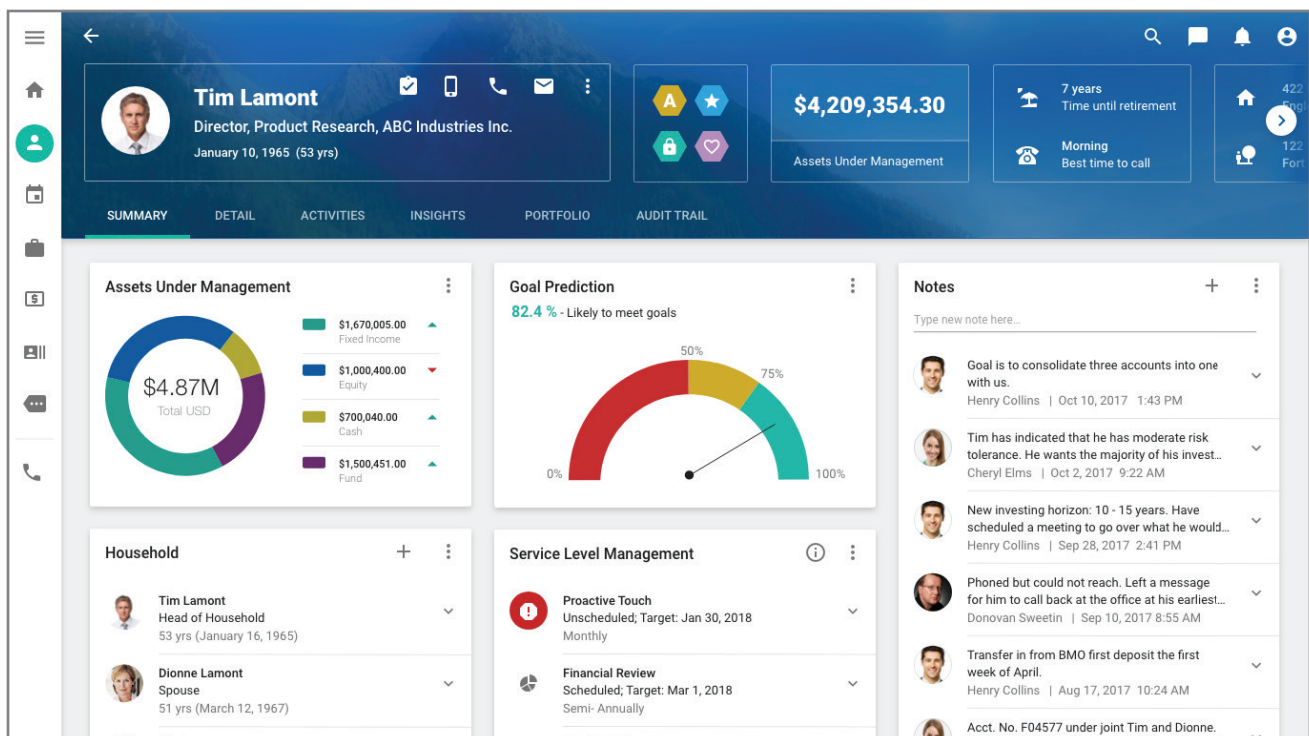 Tim Lamont
Director, Product Research, ABC Industries Inc.
January 10, 1965 (53 yrs)
A
$4,209,354.30
Assets Under Management
7 years
Time until retirement
Morning
Best time to call
422
122
Fort
SUMMARY
DETAIL
ACTIVITIES
INSIGHTS
PORTFOLIO
AUDIT TRAIL
Assets Under Management
$4.87M
Total USD
$1,670,005.00
Fixed Income
$1,000,400.00
Equity
$700,040.00
Cash
$1,500,451.00
Fund
Goal Prediction
82.4 % - Likely to meet goals
0%
50%
75%
100%
Notes
Type new note here...
Goal is to consolidate three accounts into one
with us.
Henry Collins | Oct 10, 2017 1:43 PM
Tim has indicated that he has moderate risk
tolerance. He wants the majority of his invest...
Cheryl Elms | Oct 2, 2017 9:22 AM
New investing horizon: 10 - 15 years. Have
scheduled a meeting to go over what he would...
Henry Collins | Sep 28, 2017 2:41 PM
Phoned but could not reach. Left a message
for him to call back at the office at his earliest...
Donovan Sweetin | Sep 10, 2017 8:55 AM
Transfer in from BMO first deposit the first
week of April.
Henry Collins | Aug 17, 2017 10:24 AM
Acct. No. F04577 under joint Tim and Dionne.
Household
Tim Lamont
Head of Household
53 yrs (January 16, 1965)
Dionne Lamont
Spouse
51 yrs (March 12, 1967)
Service Level Management
Proactive Touch
Unscheduled; Target: Jan 30, 2018
Monthly
Financial Review
Scheduled; Target: Mar 1, 2018
Semi- Annually